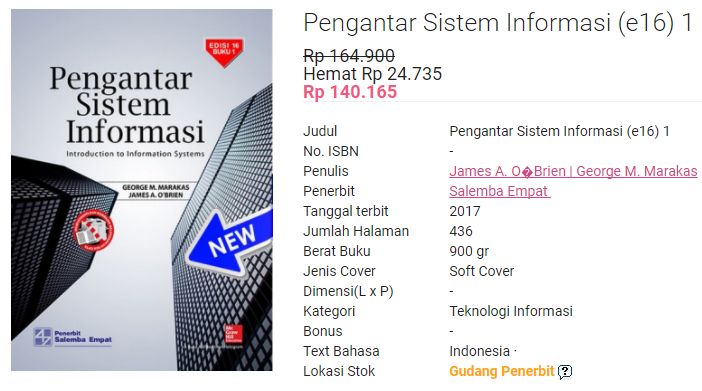 EDISI 16
BUKU 1
Pengantar
Sistem
Informasi
Introduction to Information Systems
GEORGE M. MARAKAS
JAMES A. O'BRIEN
NEW
Penerbit
Salemba Empat
Mc
Graw
Hill
Education
Pengantar Sistem Informasi (e16) 1
Rp 164.900
Hemat Rp 24.735
Rp 140.165
Judul Pengantar Sistem Informasi (e16) 1
No. ISBN -
Penulis James A. O�Brien | George M. Marakas
Penerbit Salemba Empat
Tanggal terbit 2017
Jumlah Halaman 436
Berat Buku 900 gr
Jenis Cover Soft Cover
Dimensi(L x P) -
Kategori Teknologi Informasi
Bonus -
Text Bahasa Indonesia ·
Lokasi Stok Gudang Penerbit ?